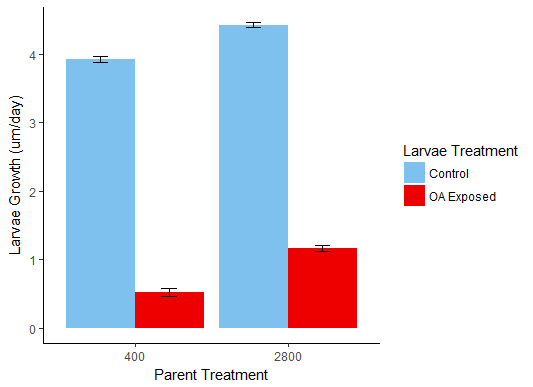 Larvae Growth (um/day)
4
3
2
1
0
400
2800
Parent Treatment
Larvae Treatment
Control
OA Exposed